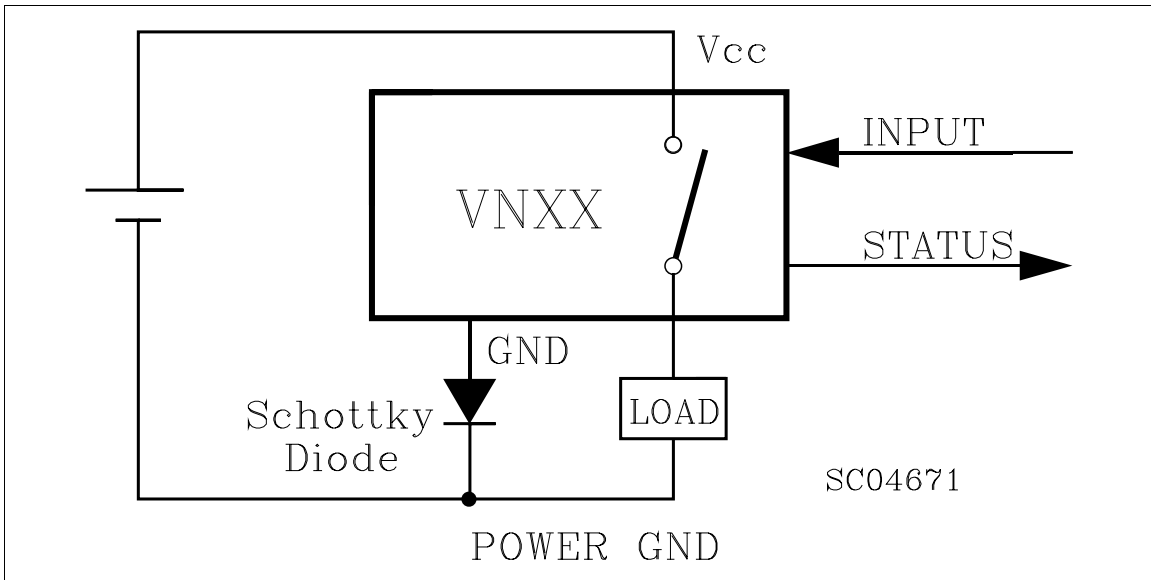 Vcc
INPUT
VNXX
STATUS
GND
Schottky
Diode
LOAD
SC04671
POWER GND